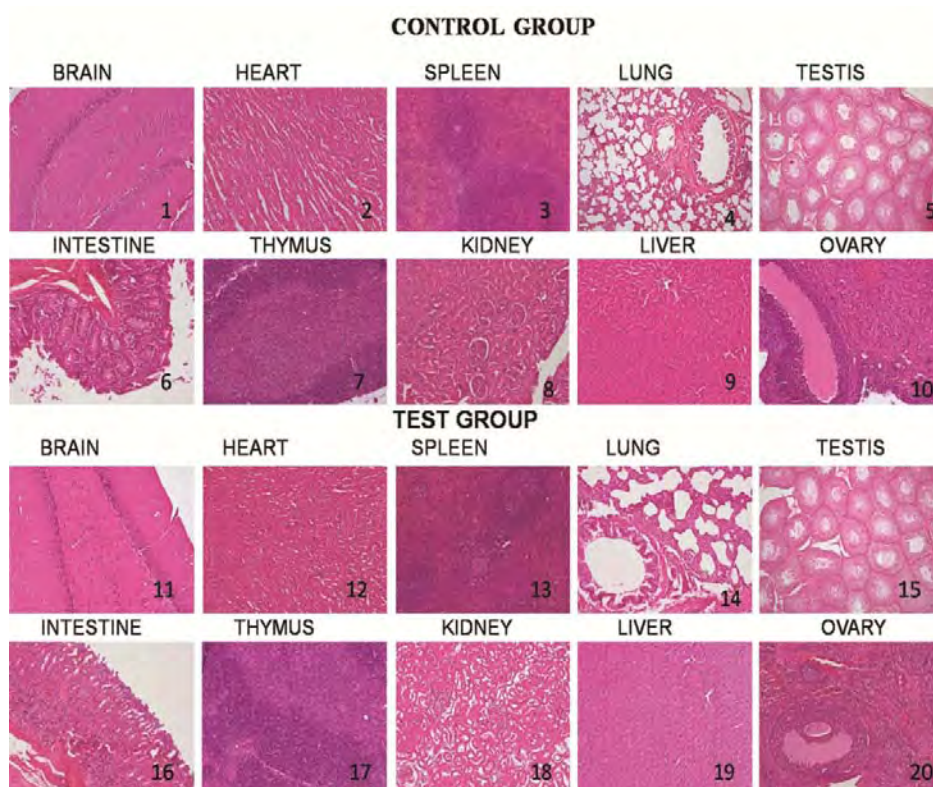 CONTROL GROUP
BRAIN HEART SPLEEN LUNG TESTIS
1 2 3 4 5
INTESTINE THYMUS KIDNEY LIVER OVARY
6 7 8 9 10
TEST GROUP
BRAIN HEART SPLEEN LUNG TESTIS
11 12 13 14 15
INTESTINE THYMUS KIDNEY LIVER OVARY
16 17 18 19 20